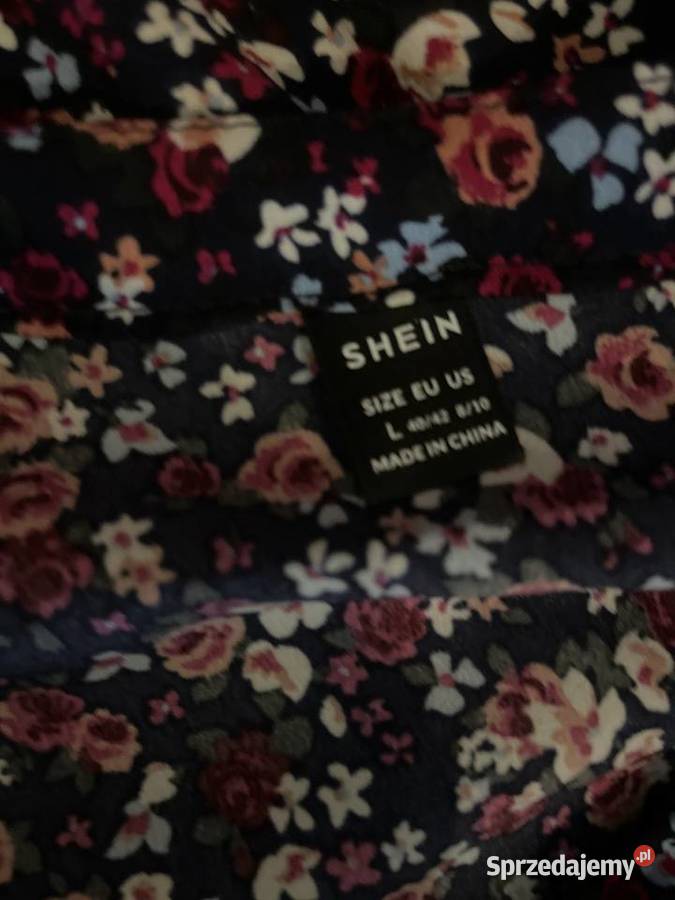 SHEIN
SIZE EU US
L 40/42 8/10
MADE IN CHINA
Sprzedajemy.pl